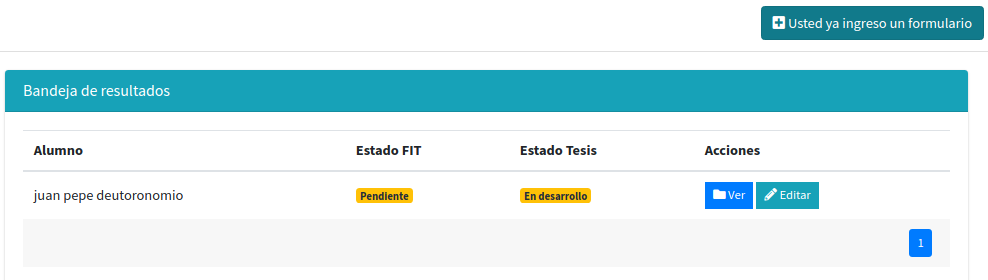 Usted ya ingreso un formulario
Bandeja de resultados
Alumno Estado FIT Estado Tesis Acciones
juan pepe deutoronomio Pendiente En desarrollo Ver Editar
1